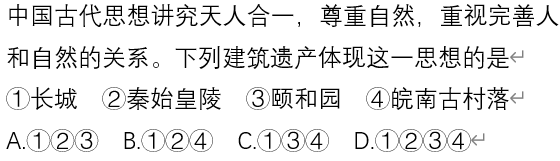 中国古代思想讲究天人合一，尊重自然，重视完善人
和自然的关系。下列建筑遗产体现这一思想的是↵
①长城 ②秦始皇陵 ③颐和园 ④皖南古村落↵
A.①②③ B.①②④ C.①③④ D.①②③④↵